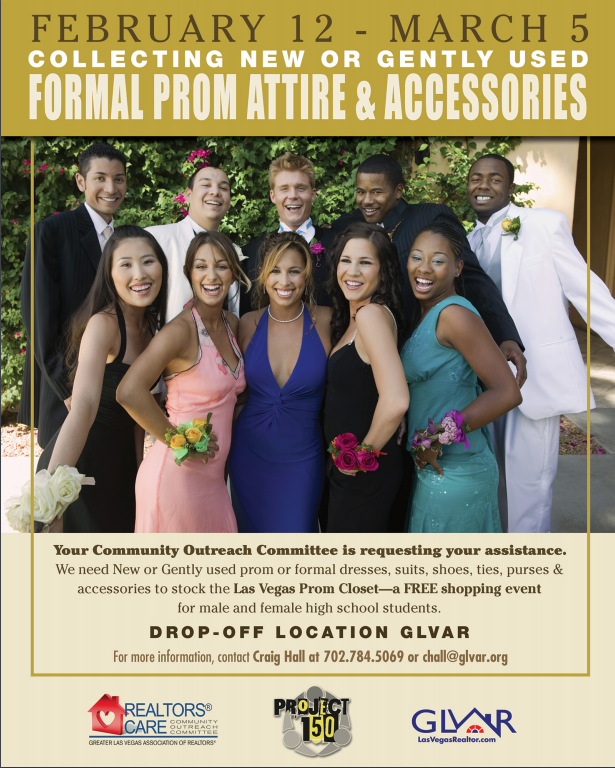 FEBRUARY 12 - MARCH 5
COLLECTING NEW OR GENTLY USED
FORMAL PROM ATTIRE & ACCESSORIES
Your Community Outreach Committee is requesting your assistance.
We need New or Gently used prom or formal dresses, suits, shoes, ties, purses &
accessories to stock the Las Vegas Prom Closet—a FREE shopping event
for male and female high school students.
DROP-OFF LOCATION GLVAR
For more information, contact Craig Hall at 702.784.5069 or chall@glvar.org
REALTORS®
CARE COMMUNITY
OUTREACH
COMMITTEE
GREATER LAS VEGAS ASSOCIATION OF REALTORS®
PROJECT
150
GLVAR
LasVegasRealtor.com